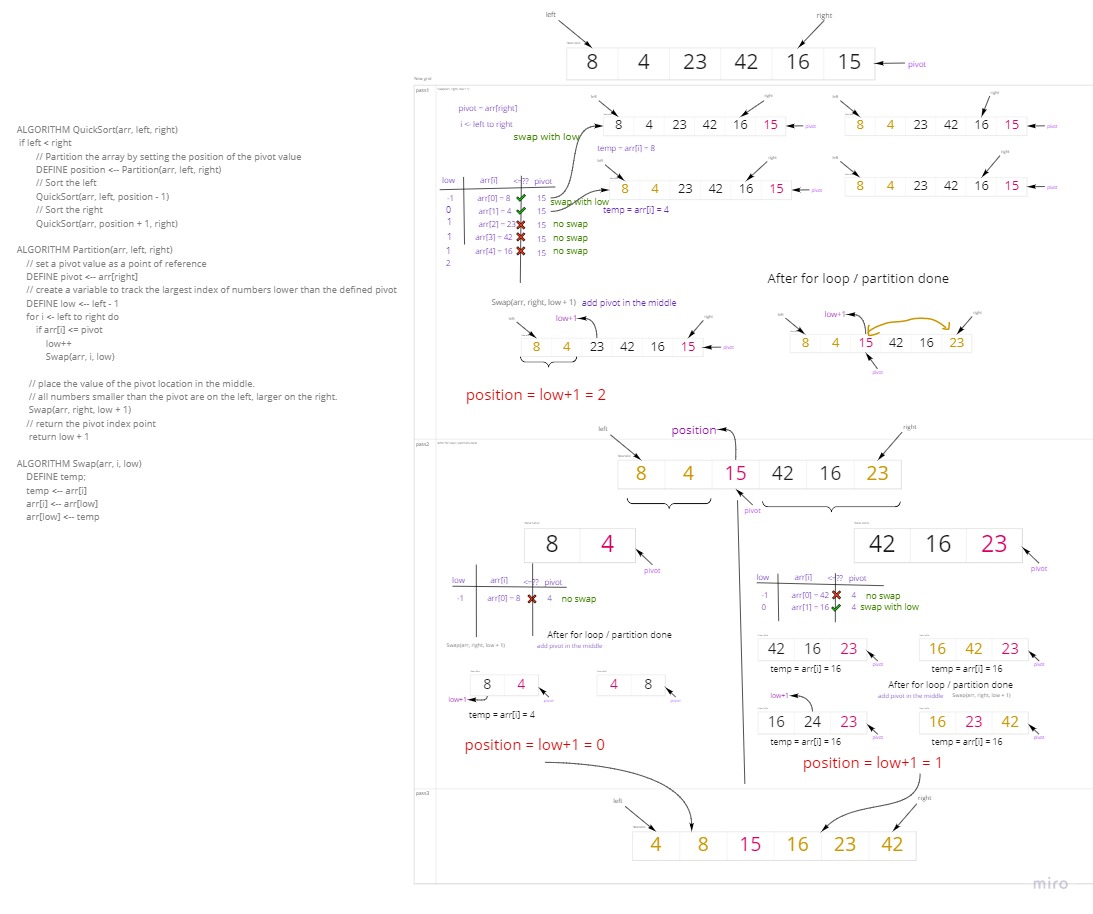 ALGORITHM QuickSort(arr, left, right)
if left < right
// Partition the array by setting the position of the pivot value
DEFINE position <-- Partition(arr, left, right)
// Sort the left
QuickSort(arr, left, position - 1)
// Sort the right
QuickSort(arr, position + 1, right)
ALGORITHM Partition(arr, left, right)
// set a pivot value as a point of reference
DEFINE pivot <-- arr[right]
// create a variable to track the largest index of numbers lower than the defined pivot
DEFINE low <-- left - 1
for i <- left to right do
if arr[i] <= pivot
low++
Swap(arr, i, low)
// place the value of the pivot location in the middle.
// all numbers smaller than the pivot are on the left, larger on the right.
Swap(arr, right, low + 1)
// return the pivot index point
return low + 1
ALGORITHM Swap(arr, i, low)
DEFINE temp;
temp <-- arr[i]
arr[i] <-- arr[low]
arr[low] <-- temp
left right
8 4 23 42 16 15 pivot
pass1
pivot = arr[right]
i <- left to right
swap with low
left right
8 4 23 42 16 15 pivot
temp = arr[i] = 8
left right
8 4 23 42 16 15 pivot
left right
8 4 23 42 16 15 pivot
temp = arr[i] = 4
left right
8 4 23 42 16 15 pivot
low arr[i] <=?? pivot
-1 arr[0] = 8 15 swap with low
0 arr[1] = 4 15
1 arr[2] = 23 15 no swap
1 arr[3] = 42 15 no swap
1 arr[4] = 16 15 no swap
2
After for loop / partition done
Swap(arr, right, low + 1) add pivot in the middle
left low+1 right
8 4 23 42 16 15 pivot
left low+1 right
8 4 15 42 16 23
pivot
position = low+1 = 2
pass2
left position right
8 4 15 42 16 23
pivot
8 4
pivot
low arr[i] <=?? pivot
-1 arr[0] = 8 4 no swap
After for loop / partition done
Swap(arr, right, low + 1) add pivot in the middle
8 4 pivot
low+1
4 8 pivot
temp = arr[i] = 4
position = low+1 = 0
42 16 23
pivot
low arr[i] <=?? pivot
-1 arr[0] = 42 4 no swap
0 arr[1] = 16 4 swap with low
42 16 23 pivot
temp = arr[i] = 16
16 42 23 pivot
temp = arr[i] = 16
After for loop / partition done
add pivot in the middle Swap(arr, right, low + 1)
low+1
16 24 23 pivot
temp = arr[i] = 16
16 23 42 pivot
temp = arr[i] = 16
position = low+1 = 1
pass3
left right
4 8 15 16 23 42
miro